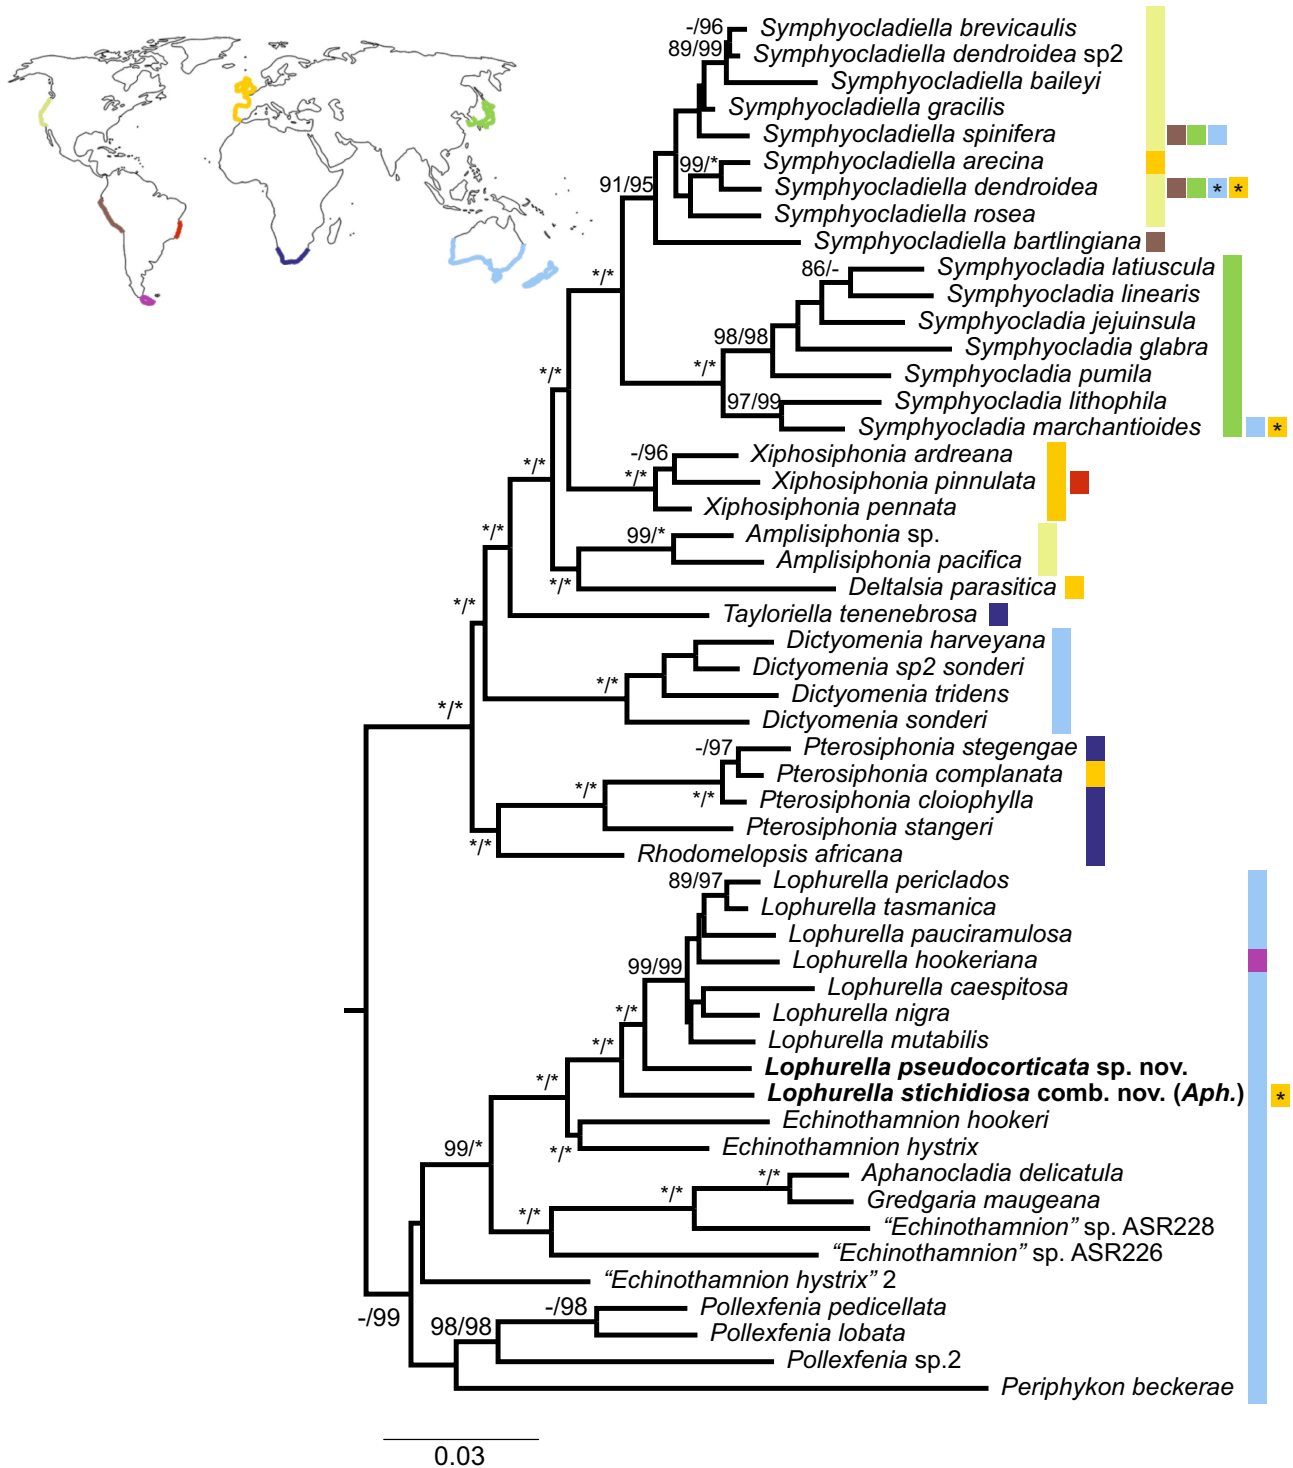 -/96
Symphyocladiella brevicaulis
89/99
Symphyocladiella dendroidea sp2
Symphyocladiella baileyi
Symphyocladiella gracilis
Symphyocladiella spinifera
99/*
Symphyocladiella arecina
91/95
Symphyocladiella dendroidea
* *
Symphyocladiella rosea
Symphyocladiella bartlingiana
*/*
86/-
Symphyocladia latiuscula
Symphyocladia linearis
Symphyocladia jejuinsula
98/98
Symphyocladia glabra
*/*
*/*
Symphyocladia pumila
97/99
Symphyocladia lithophila
Symphyocladia marchantioides
*
-/96
Xiphosiphonia ardreana
*/*
*/*
Xiphosiphonia pinnulata
Xiphosiphonia pennata
*/*
99/*
Amplisiphonia sp.
Amplisiphonia pacifica
*/*
Deltalsia parasitica
*/*
Tayloriella tenenebrosa
Dictyomenia harveyana
Dictyomenia sp2 sonderi
*/*
Dictyomenia tridens
*/*
Dictyomenia sonderi
-/97
Pterosiphonia stegengae
Pterosiphonia complanata
*/*
*/*
Pterosiphonia cloiophylla
Pterosiphonia stangeri
*/*
Rhodomelopsis africana
89/97
Lophurella periclados
Lophurella tasmanica
Lophurella pauciramulosa
99/99
Lophurella hookeriana
Lophurella caespitosa
*/*
Lophurella nigra
*/*
Lophurella mutabilis
Lophurella pseudocorticata sp. nov.
*/*
Lophurella stichidiosa comb. nov. (Aph.)
*
Echinothamnion hookeri
99/*
*/*
Echinothamnion hystrix
*/*
Aphanocladia delicatula
*/*
Gredgaria maugeana
*/*
“Echinothamnion” sp. ASR228
“Echinothamnion” sp. ASR226
“Echinothamnion hystrix” 2
-/99
-/98
Pollexfenia pedicellata
98/98
Pollexfenia lobata
Pollexfenia sp.2
Periphykon beckerae
0.03